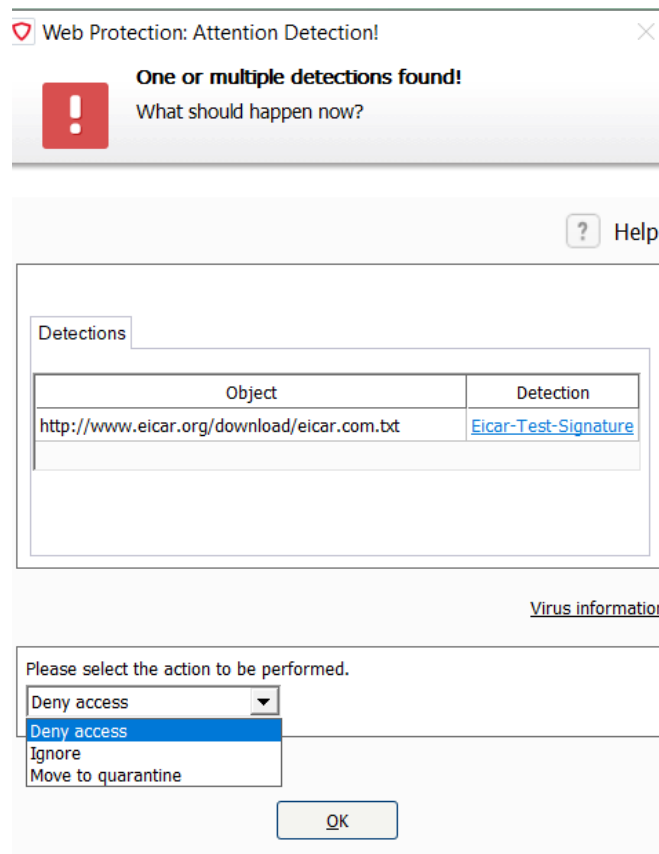 Web Protection: Attention Detection!
One or multiple detections found!
What should happen now?
? Help
Detections
Object Detection
http://www.eicar.org/download/eicar.com.txt Eicar-Test-Signature
Virus information
Please select the action to be performed.
Deny access
Deny access
Ignore
Move to quarantine
OK